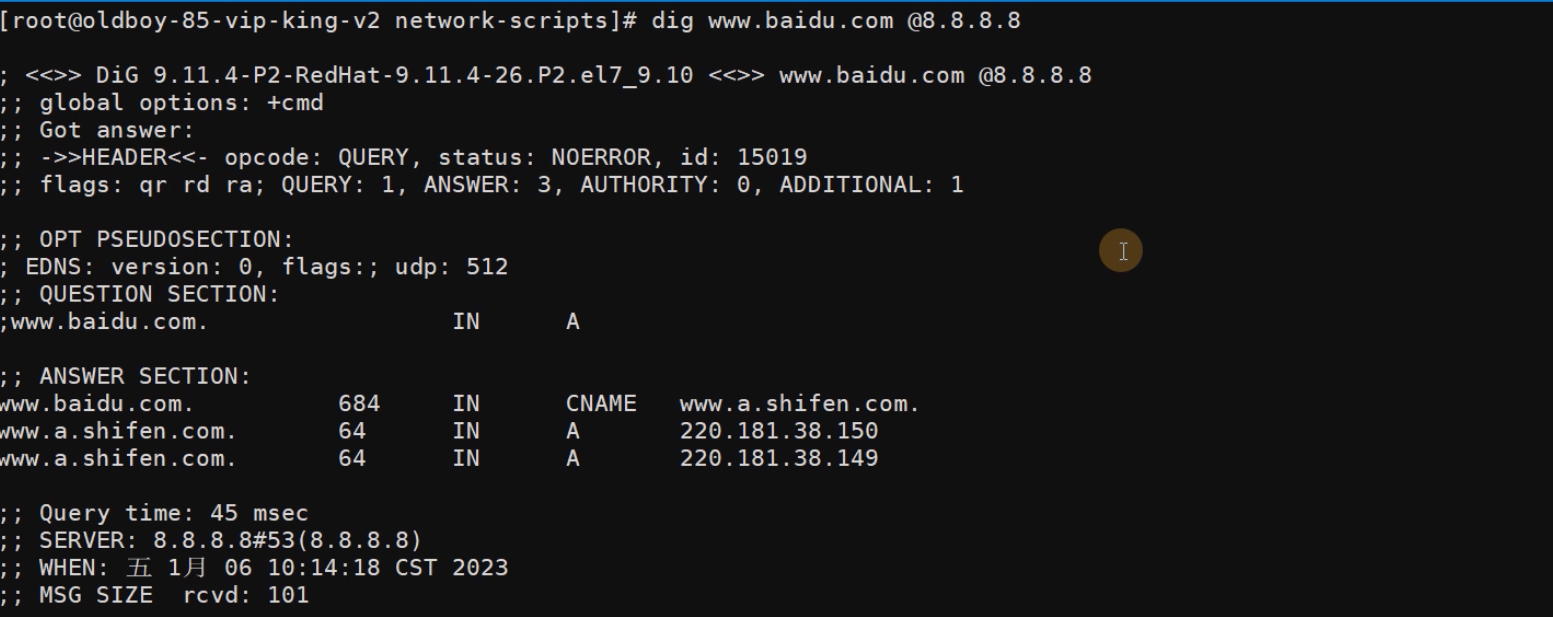 [root@oldboy-85-vip-king-v2 network-scripts]# dig www.baidu.com @8.8.8.8
; <<>> DiG 9.11.4-P2-RedHat-9.11.4-26.P2.el7_9.10 <<>> www.baidu.com @8.8.8.8
;; global options: +cmd
;; Got answer:
;; ->>HEADER<<- opcode: QUERY, status: NOERROR, id: 15019
;; flags: qr rd ra; QUERY: 1, ANSWER: 3, AUTHORITY: 0, ADDITIONAL: 1
;; OPT PSEUDOSECTION:
; EDNS: version: 0, flags:; udp: 512
;; QUESTION SECTION:
;www.baidu.com. IN A
;; ANSWER SECTION:
www.baidu.com. 684 IN CNAME www.a.shifen.com.
www.a.shifen.com. 64 IN A 220.181.38.150
www.a.shifen.com. 64 IN A 220.181.38.149
;; Query time: 45 msec
;; SERVER: 8.8.8.8#53(8.8.8.8)
;; WHEN: 五 1月 06 10:14:18 CST 2023
;; MSG SIZE  rcvd: 101